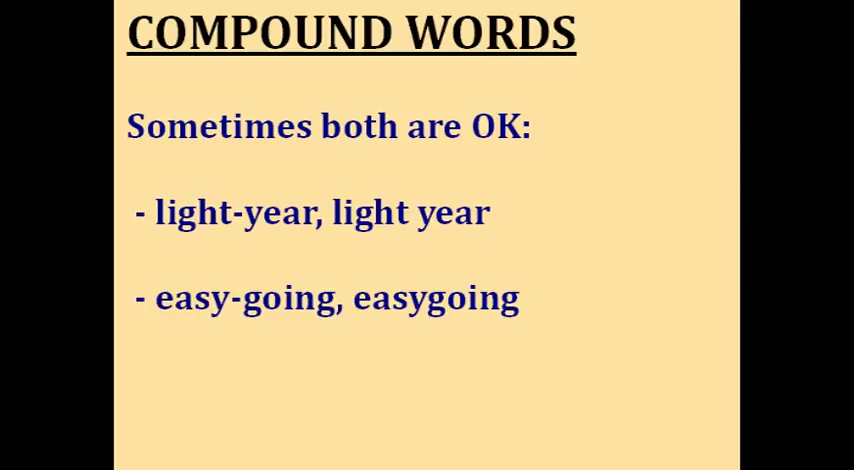 COMPOUND WORDS
Sometimes both are OK:
- light-year, light year
- easy-going, easygoing